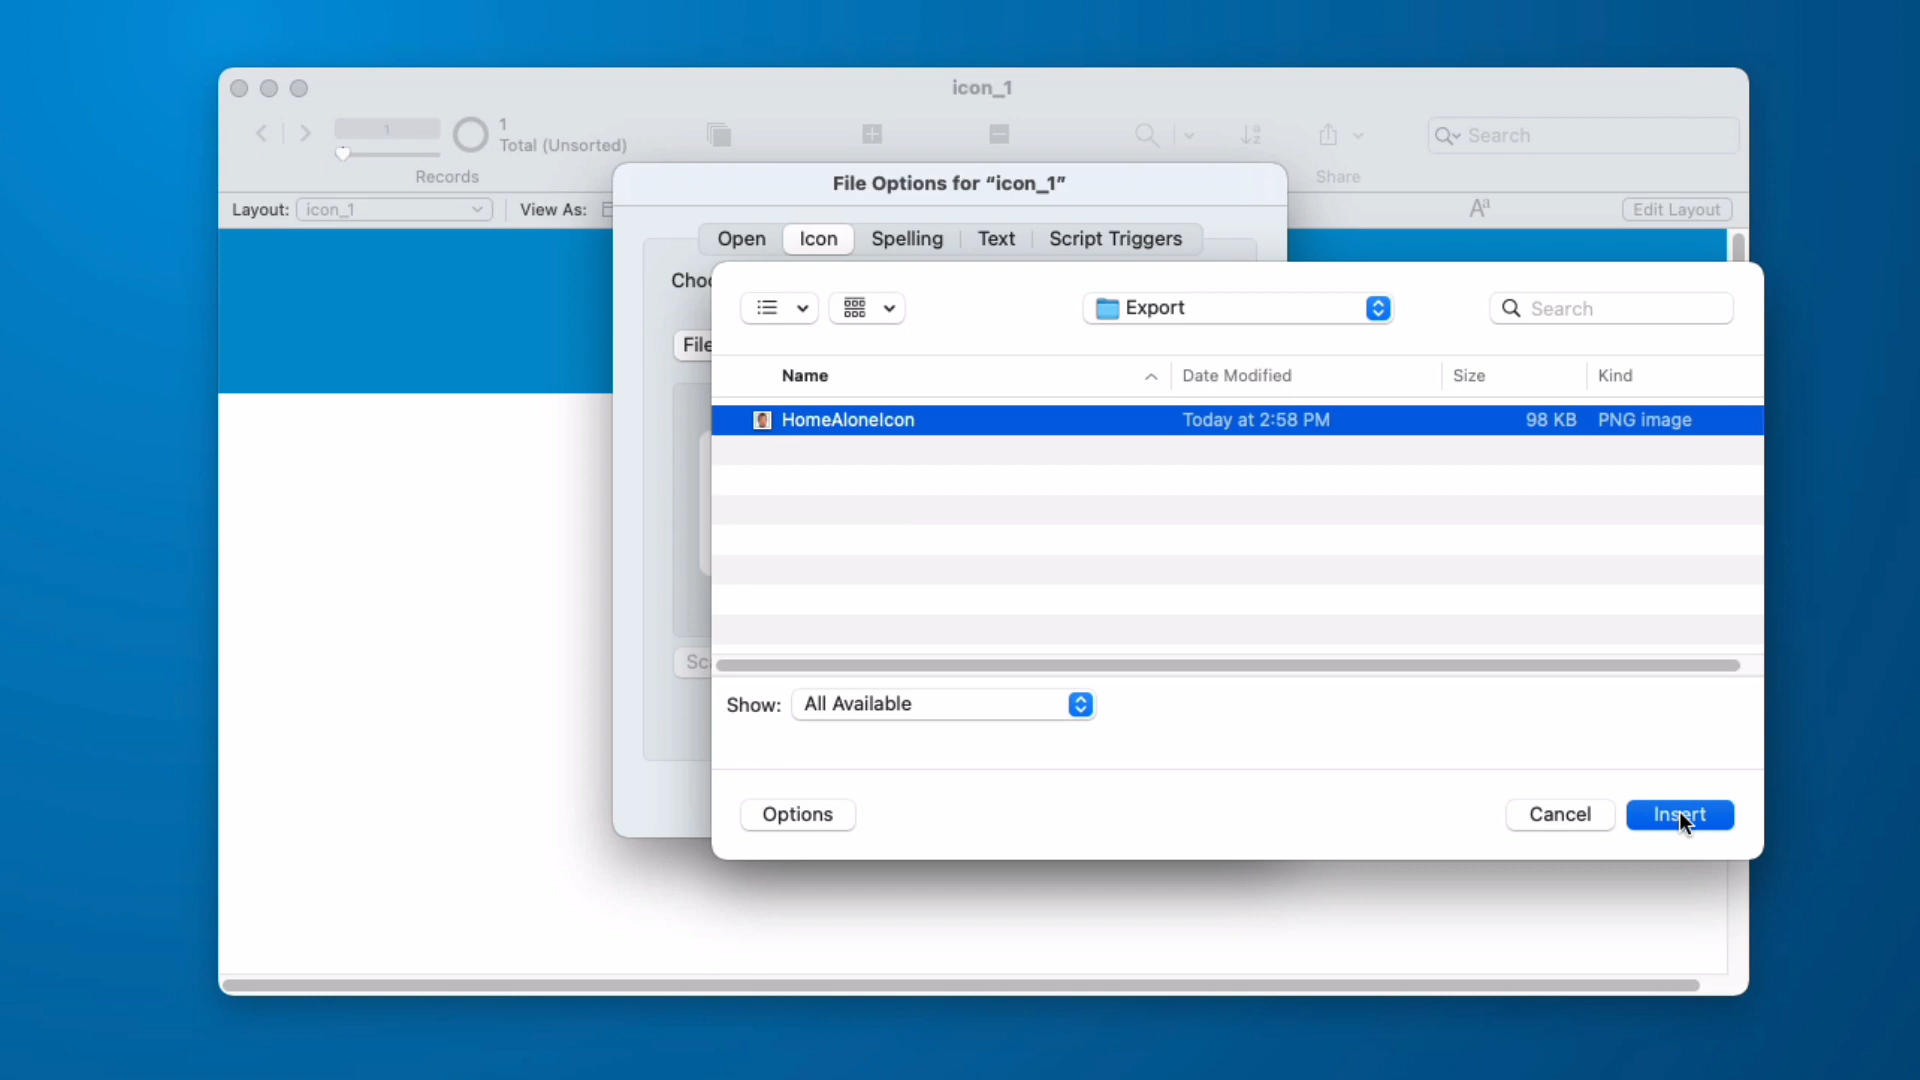 icon_1
1
1
Total (Unsorted)
Search
Records
Share
Layout: icon_1
View As:
Edit Layout
File Options for “icon_1”
Open Icon Spelling Text Script Triggers
Export
Search
File
Name Date Modified Size Kind
HomeAloneIcon Today at 2:58 PM 98 KB PNG image
Show: All Available
Options Cancel Insert